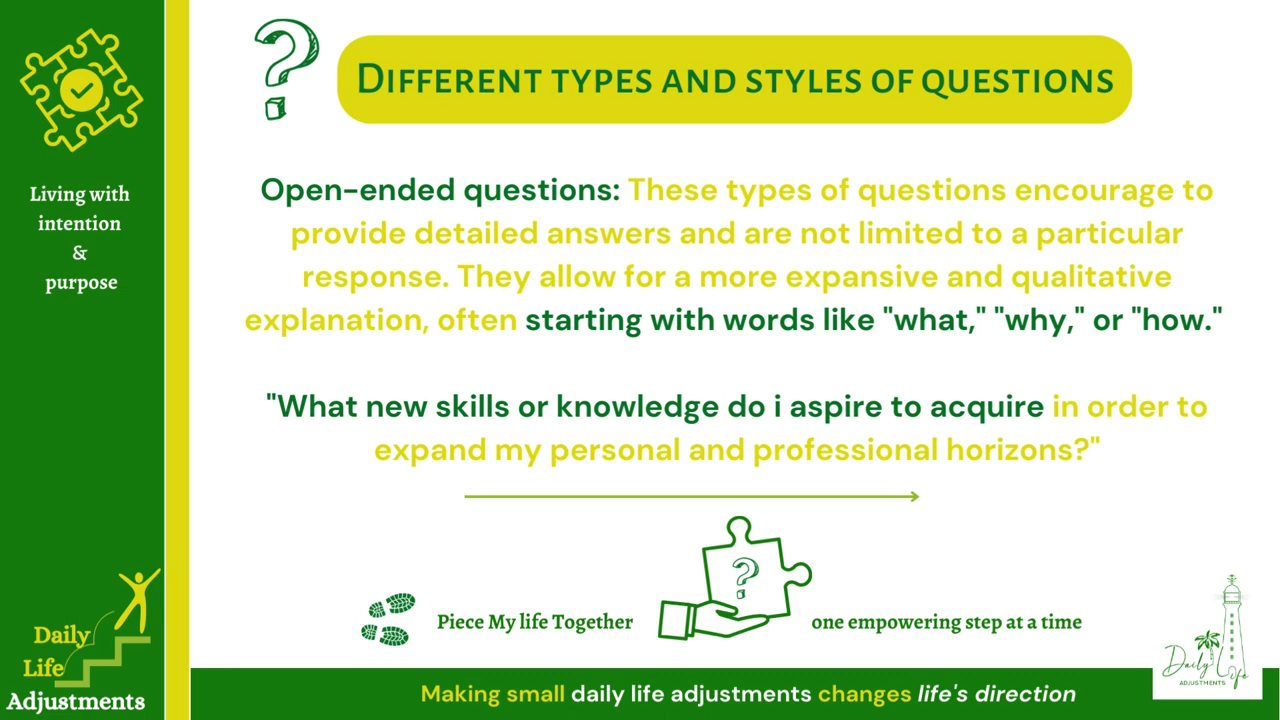 ?
DIFFERENT TYPES AND STYLES OF QUESTIONS
Living with
intention
&
purpose
Open-ended questions: These types of questions encourage to
provide detailed answers and are not limited to a particular
response. They allow for a more expansive and qualitative
explanation, often starting with words like "what," "why," or "how."
"What new skills or knowledge do i aspire to acquire in order to
expand my personal and professional horizons?"
?
Piece My life Together
one empowering step at a time
Daily
Life
Adjustments
Making small daily life adjustments changes life's direction
Daily Life
ADJUSTMENTS